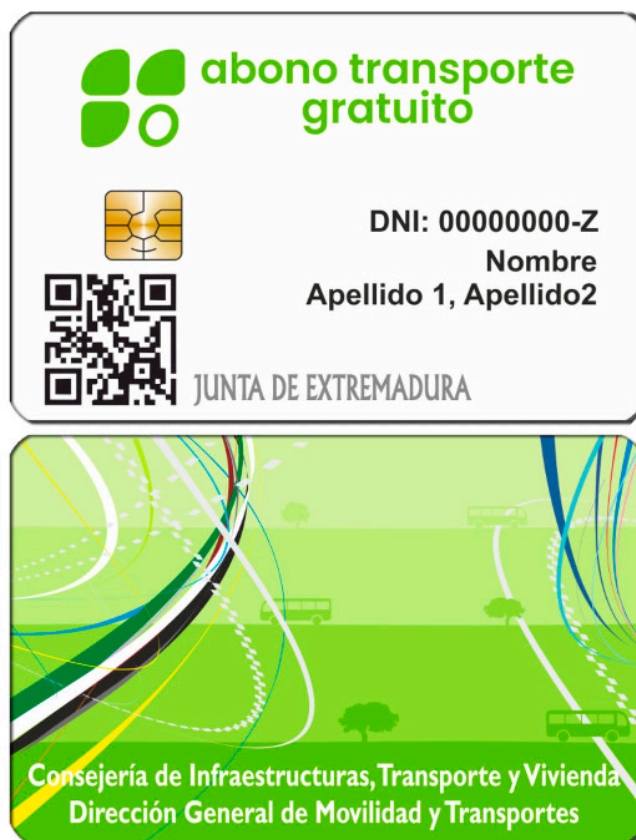 abono transporte
gratuito
DNI: 00000000-Z
Nombre
Apellido 1, Apellido2
JUNTA DE EXTREMADURA
Consejería de Infraestructuras, Transporte y Vivienda
Dirección General de Movilidad y Transportes